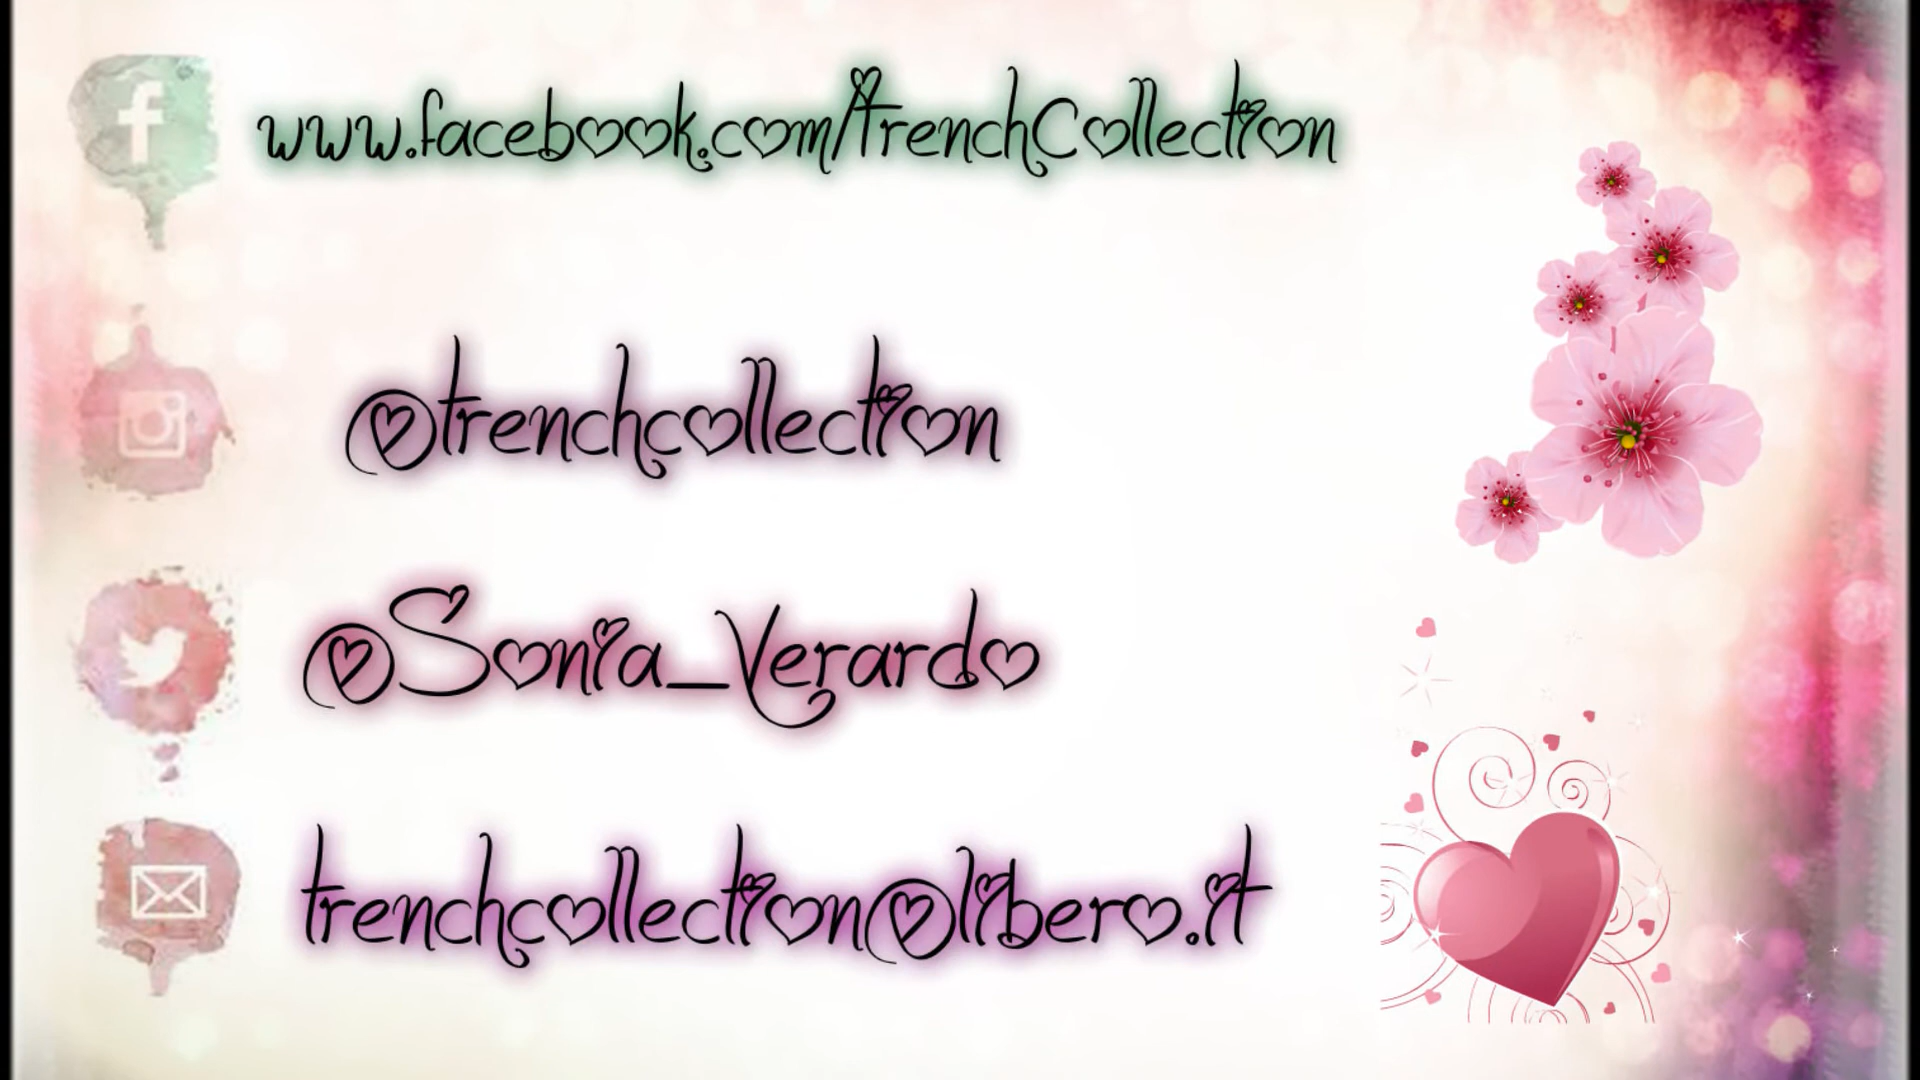 www.facebook.com/TrenchCollection
@trenchcollection
@Sonia_Verardo
trenchcollection@libero.it